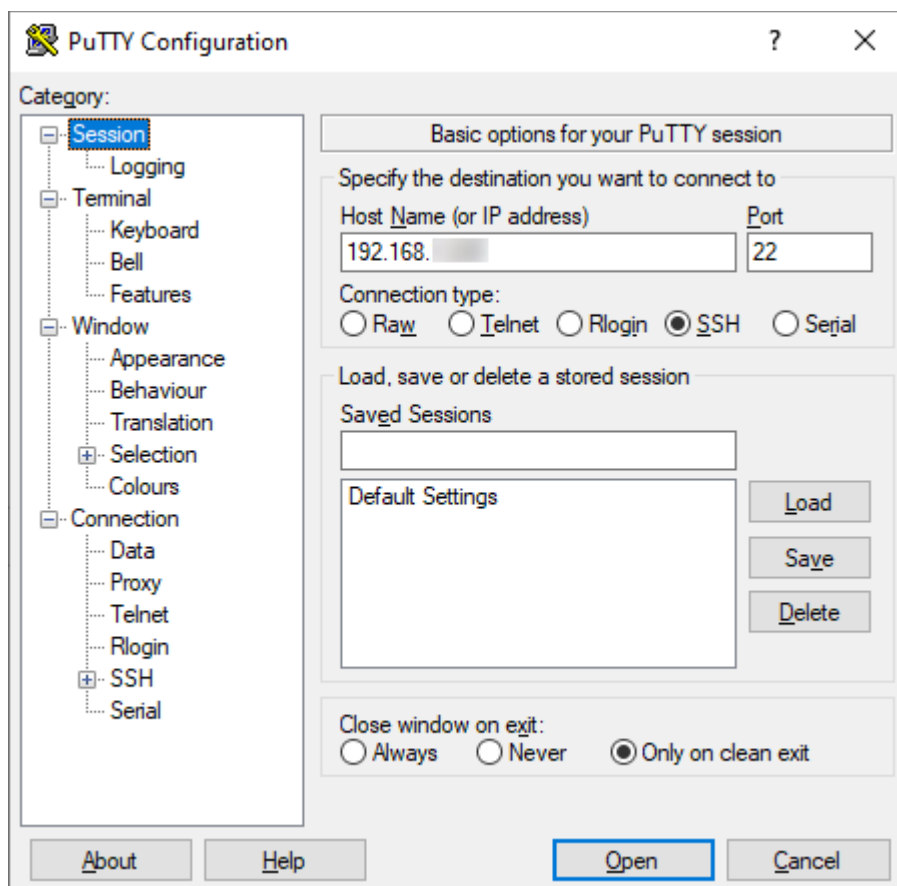 PuTTY Configuration
?
Category:
Session
Logging
Terminal
Keyboard
Bell
Features
Window
Appearance
Behaviour
Translation
Selection
Colours
Connection
Data
Proxy
Telnet
Rlogin
SSH
Serial
Basic options for your PuTTY session
Specify the destination you want to connect to
Host Name (or IP address) Port
192.168. 22
Connection type:
Raw Telnet Rlogin SSH Serial
Load, save or delete a stored session
Saved Sessions
Default Settings
Load
Save
Delete
Close window on exit:
Always Never Only on clean exit
About Help Open Cancel